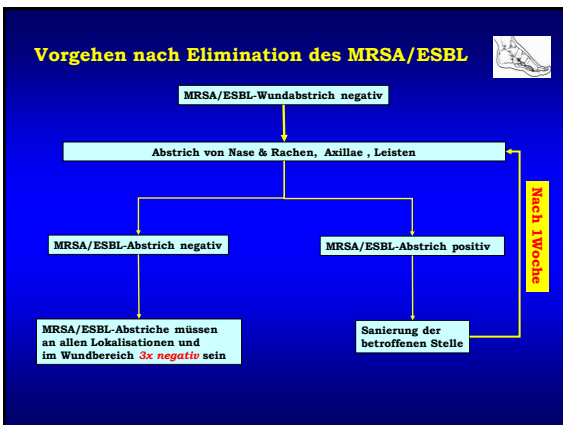 Vorgehen nach Elimination des MRSA/ESBL
MRSA/ESBL-Wundabstrich negativ
Abstrich von Nase & Rachen, Axillae , Leisten
Nach 1Woche
MRSA/ESBL-Abstrich negativ
MRSA/ESBL-Abstrich positiv
MRSA/ESBL-Abstriche müssen
an allen Lokalisationen und
im Wundbereich 3x negativ sein
Sanierung der
betroffenen Stelle